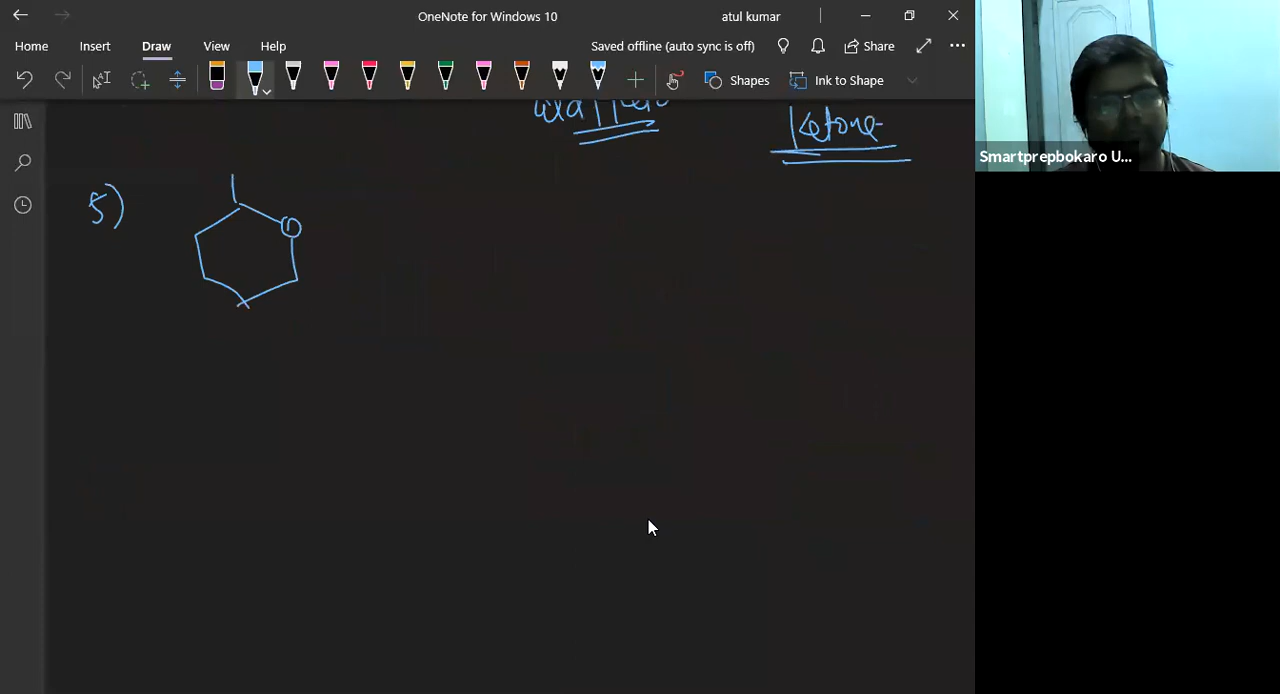 OneNote for Windows 10
atul kumar
Home Insert Draw View Help
Saved offline (auto sync is off)
Share
Shapes
Ink to Shape
Ketone
Smartprepbokaro U...
5)